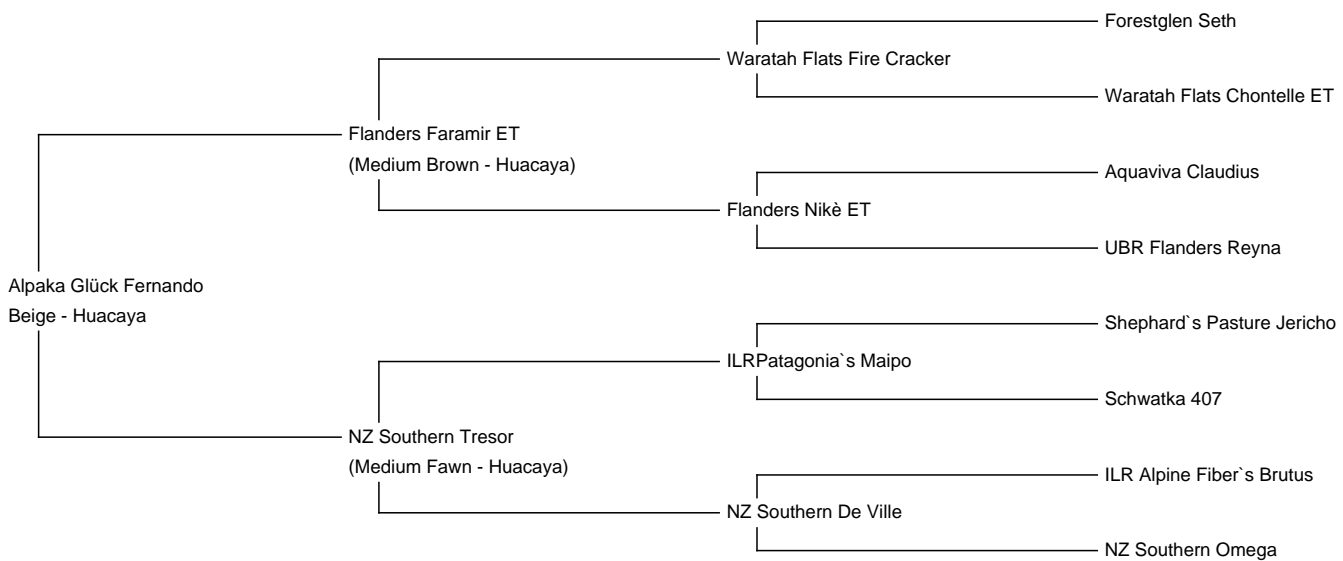 Forestglen Seth
Waratah Flats Fire Cracker
Waratah Flats Chontelle ET
Flanders Faramir ET
(Medium Brown - Huacaya)
Aquaviva Claudius
Flanders Nikè ET
UBR Flanders Reyna
Alpaka Glück Fernando
Beige - Huacaya
Shephard`s Pasture Jericho
ILRPatagonia`s Maipo
Schwatka 407
NZ Southern Tresor
(Medium Fawn - Huacaya)
ILR Alpine Fiber`s Brutus
NZ Southern De Ville
NZ Southern Omega